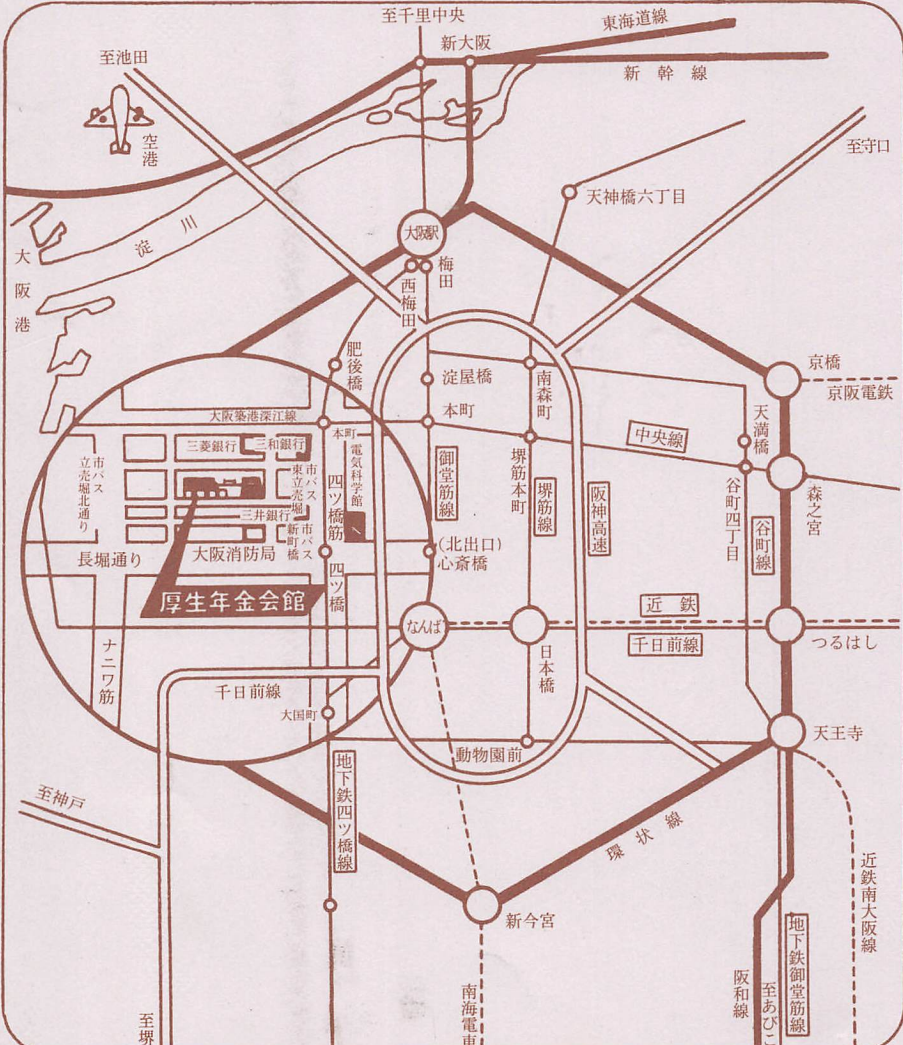 至千里中央
東海道線
新大阪
新幹線
至池田
空港
至守口
天神橋六丁目
淀川
大阪港
大阪駅
梅田
西梅田
肥後橋
淀屋橋
南森町
京橋
京阪電鉄
天満橋
大阪築港深江線
本町
本町
中央線
三菱銀行
三和銀行
市バス
立売堀北通り
市バス
東立売堀
四ツ橋筋
電気科学館
御堂筋線
堺筋本町
堺筋線
阪神高速
谷町四丁目
谷町線
森之宮
三井銀行
市バス
新町橋
長堀通り
大阪消防局
(北出口)
心斎橋
四ツ橋
厚生年金会館
近鉄
なんば
千日前線
つるはし
日本橋
ナニワ筋
千日前線
大国町
動物園前
天王寺
地下鉄四ツ橋線
至神戸
環状線
近鉄南大阪線
新今宮
地下鉄御堂筋線
阪和線
至あびこ
南海電車
至堺